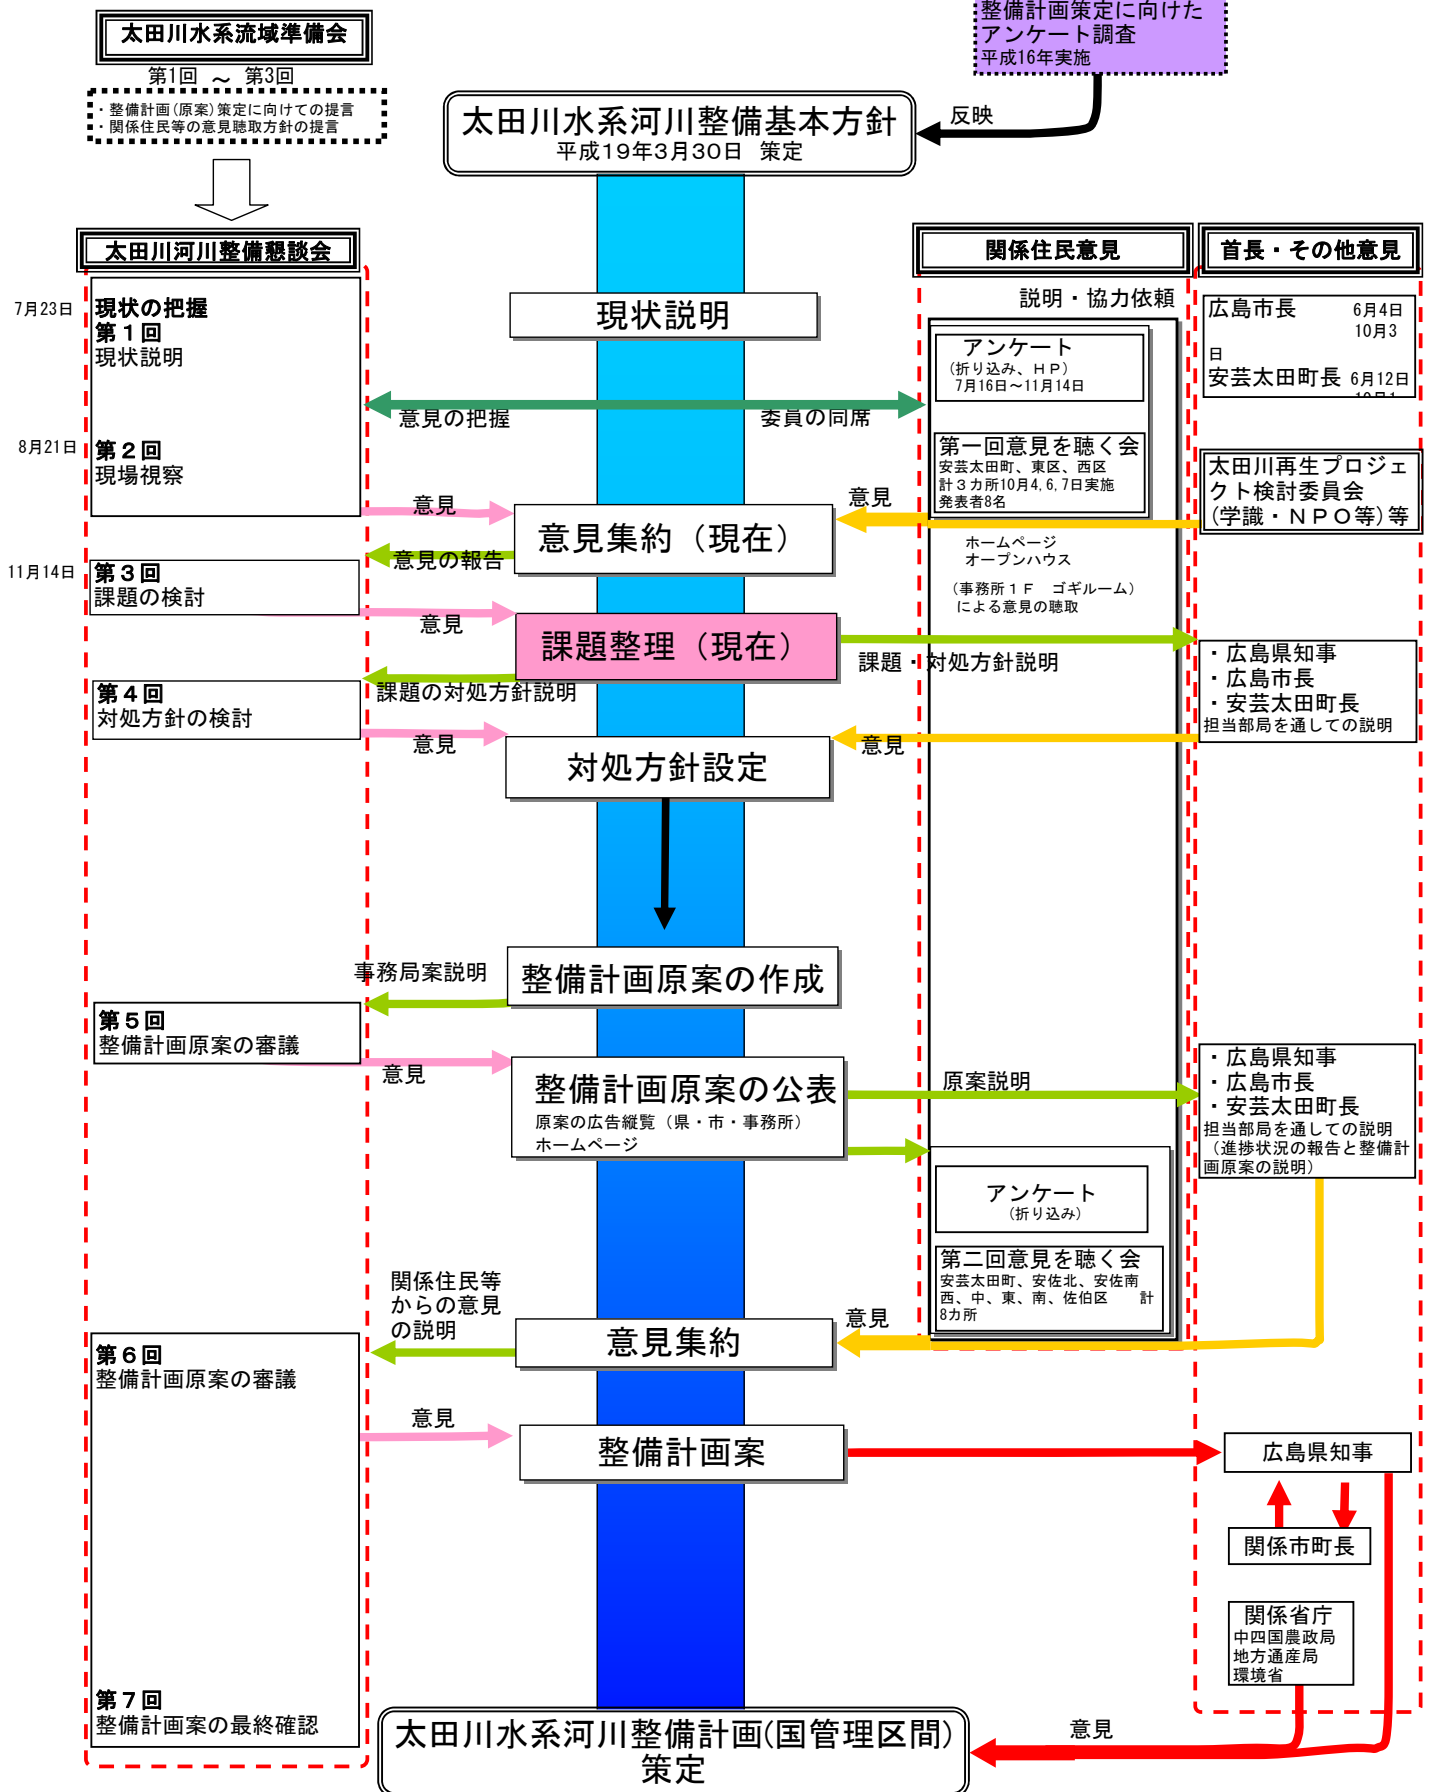 整備計画策定に向けた
アンケート調査
平成16年実施
太田川水系流域準備会
第1回 ～ 第3回
・整備計画(原案)策定に向けての提言
・関係住民等の意見聴取方針の提言
太田川水系河川整備基本方針
平成19年3月30日 策定
反映
太田川河川整備懇談会
関係住民意見
首長・その他意見
7月23日
現状の把握
第１回
現状説明
8月21日
第２回
現場視察
現状説明
説明・協力依頼
アンケート
(折り込み、ＨＰ)
7月16日～11月14日
広島市長 6月4日
10月3
日
安芸太田町長 6月12日
意見の把握
委員の同席
第一回意見を聴く会
安芸太田町、東区、西区
計３カ所10月4,6,7日実施
発表者8名
太田川再生プロジェ
クト検討委員会
(学識・ＮＰＯ等)等
意見
意見
意見集約（現在）
意見の報告
ホームページ
オープンハウス
（事務所１Ｆ ゴギルーム）
による意見の聴取
11月14日
第３回
課題の検討
意見
課題整理（現在）
課題・対処方針説明
課題の対処方針説明
・広島県知事
・広島市長
・安芸太田町長
担当部局を通しての説明
第４回
対処方針の検討
意見
意見
対処方針設定
事務局案説明
整備計画原案の作成
第５回
整備計画原案の審議
意見
整備計画原案の公表
原案の広告縦覧（県・市・事務所）
ホームページ
原案説明
・広島県知事
・広島市長
・安芸太田町長
担当部局を通しての説明
（進捗状況の報告と整備計
画原案の説明)
アンケート
(折り込み)
第二回意見を聴く会
安芸太田町、安佐北、安佐南
西、中、東、南、佐伯区 計
8カ所
関係住民等
からの意見
の説明
意見
意見集約
第６回
整備計画原案の審議
意見
整備計画案
広島県知事
関係市町長
関係省庁
中四国農政局
地方通産局
環境省
第７回
整備計画案の最終確認
意見
太田川水系河川整備計画(国管理区間)
策定